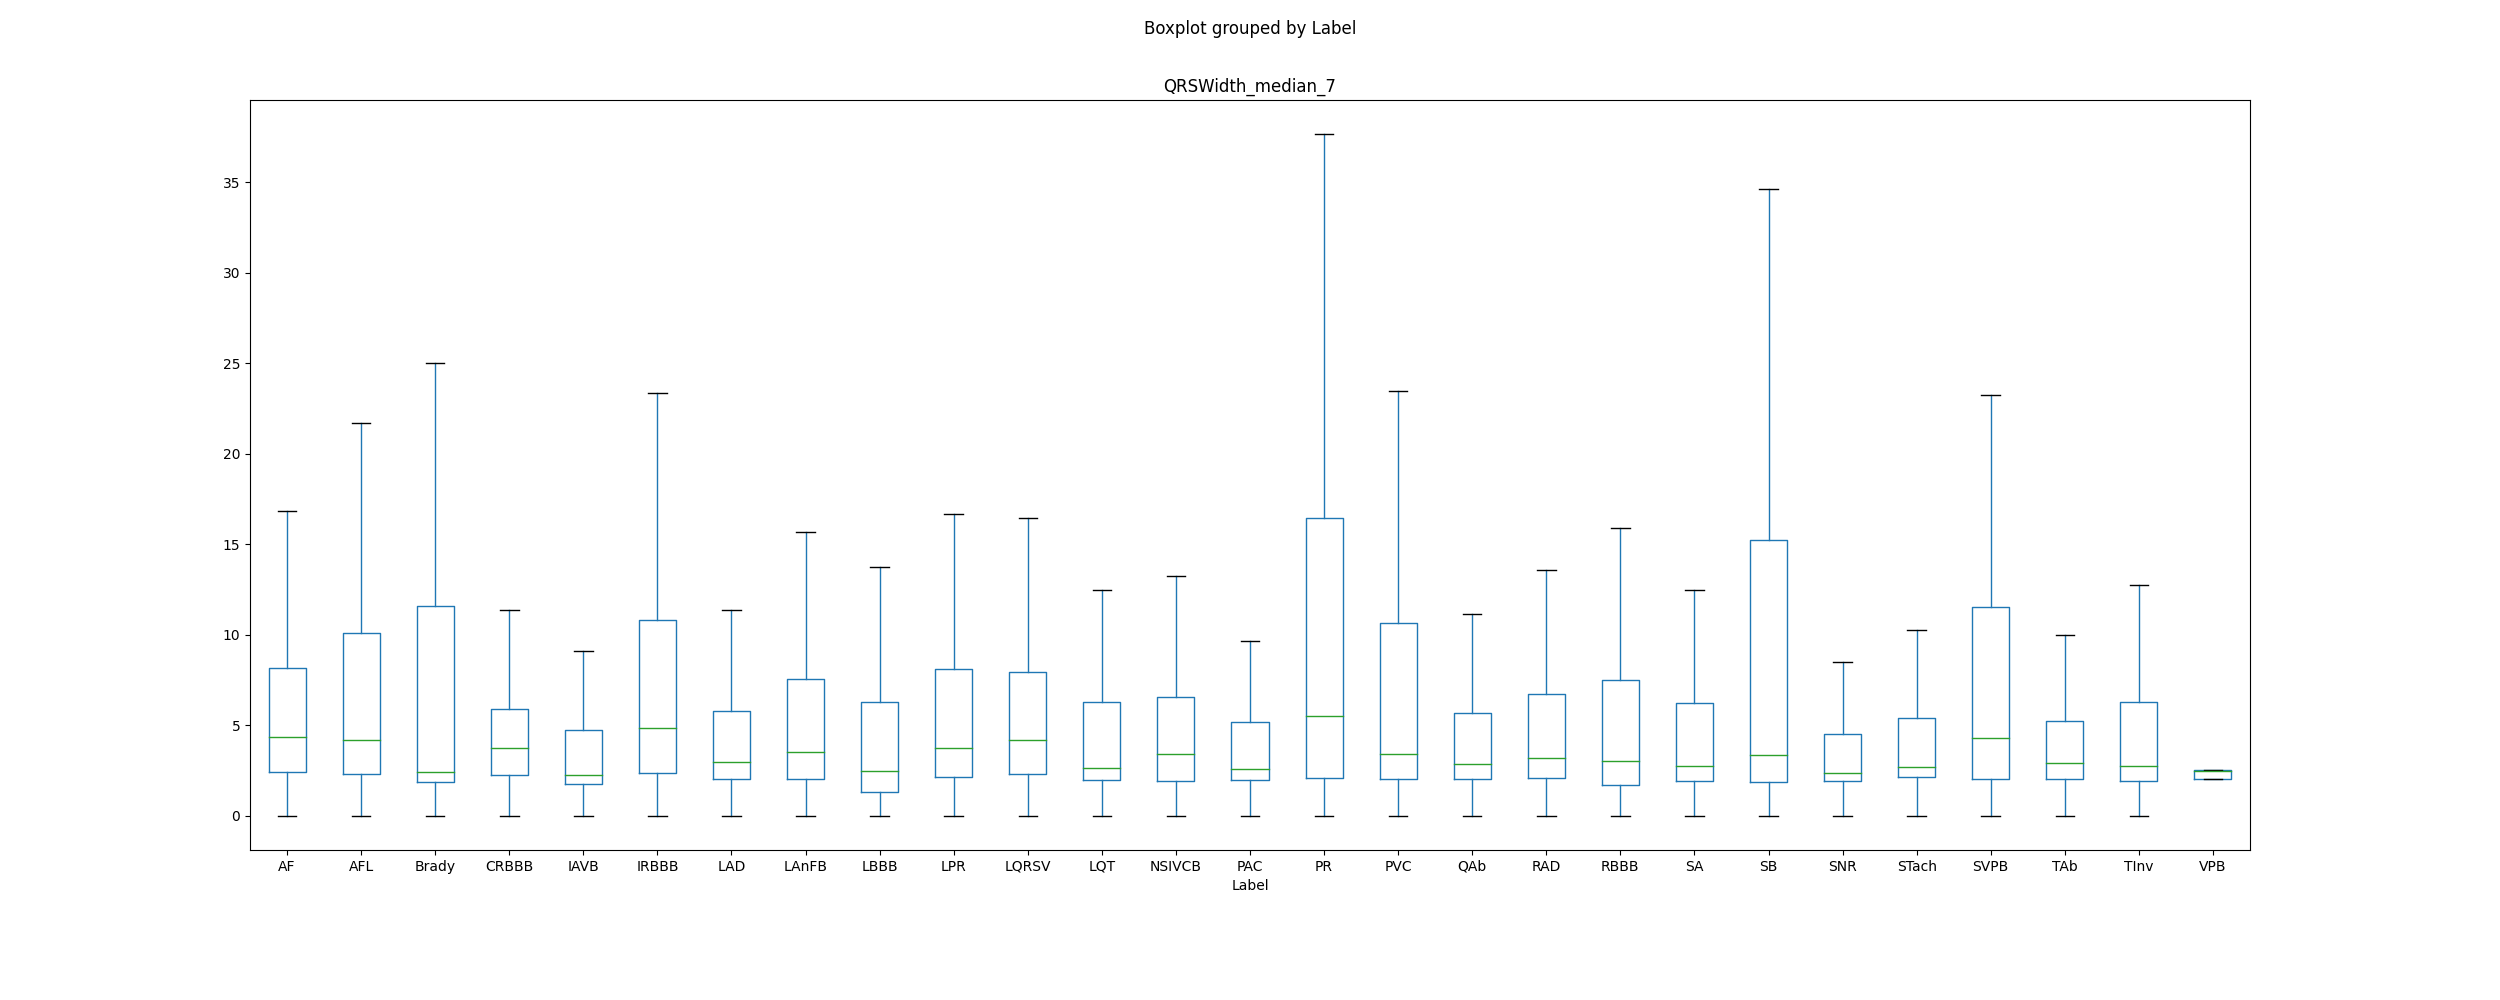 Boxplot grouped by Label
QRSWidth_median_7
35
30
25
20
15
10
5
0
AF AFL Brady CRBBB IAVB IRBBB LAD LAnFB LBBB LPR LQRSV LQT NSIVCB PAC PR PVC QAb RAD RBBB SA SB SNR STach SVPB TAb TInv VPB
Label